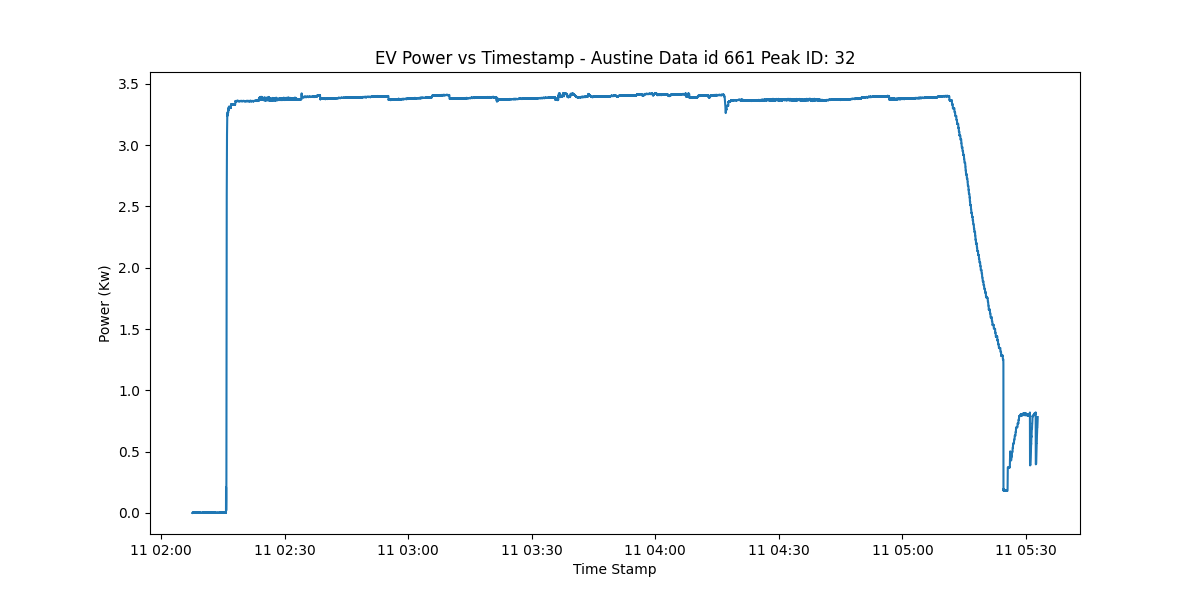 EV Power vs Timestamp - Austine Data id 661 Peak ID: 32
3.5
3.0
2.5
2.0
1.5
1.0
0.5
0.0
Power (Kw)
11 02:00 11 02:30 11 03:00 11 03:30 11 04:00 11 04:30 11 05:00 11 05:30
Time Stamp